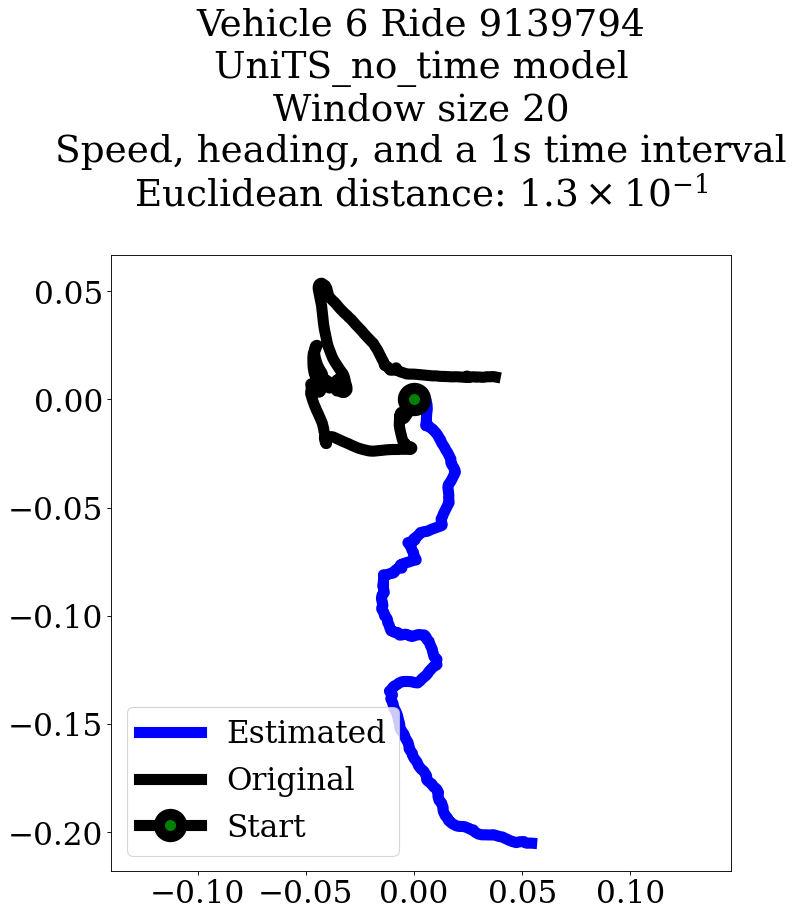 Vehicle 6 Ride 9139794
UniTS_no_time model
Window size 20
Speed, heading, and a 1s time interval
Euclidean distance: 1.3 × 10⁻¹
0.05
0.00
−0.05
−0.10
−0.15
−0.20
Estimated
Original
Start
−0.10
−0.05
0.00
0.05
0.10